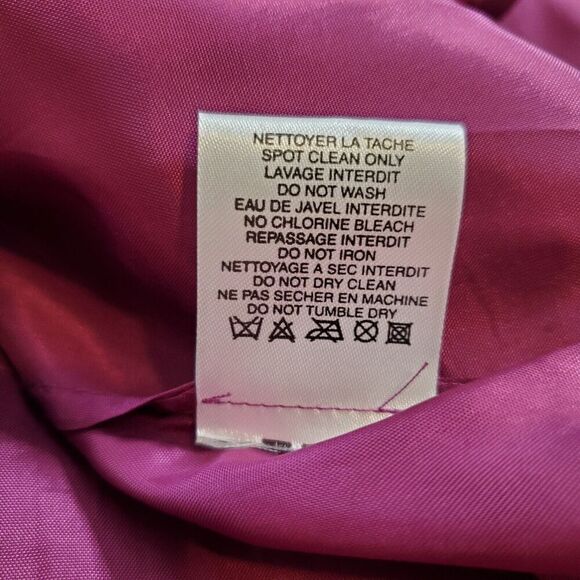 NETTOYER LA TACHE
SPOT CLEAN ONLY
LAVAGE INTERDIT
DO NOT WASH
EAU DE JAVEL INTERDITE
NO CHLORINE BLEACH
REPASSAGE INTERDIT
DO NOT IRON
NETTOYAGE A SEC INTERDIT
DO NOT DRY CLEAN
NE PAS SECHER EN MACHINE
DO NOT TUMBLE DRY